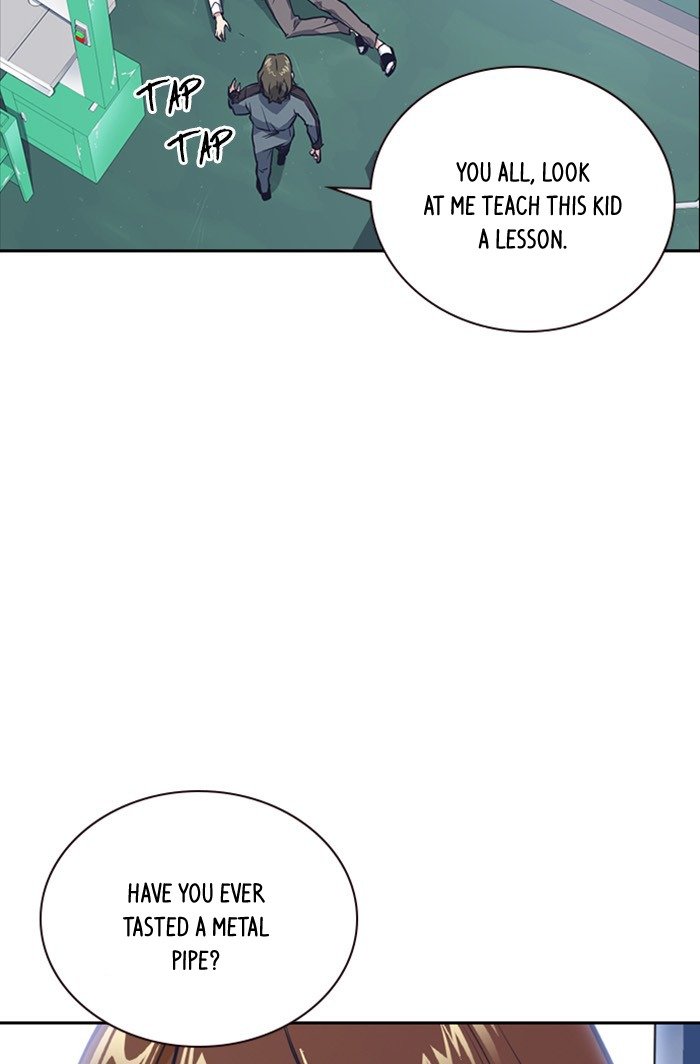 TAP
TAP
YOU ALL, LOOK
AT ME TEACH THIS KID
A LESSON.
HAVE YOU EVER
TASTED A METAL
PIPE?